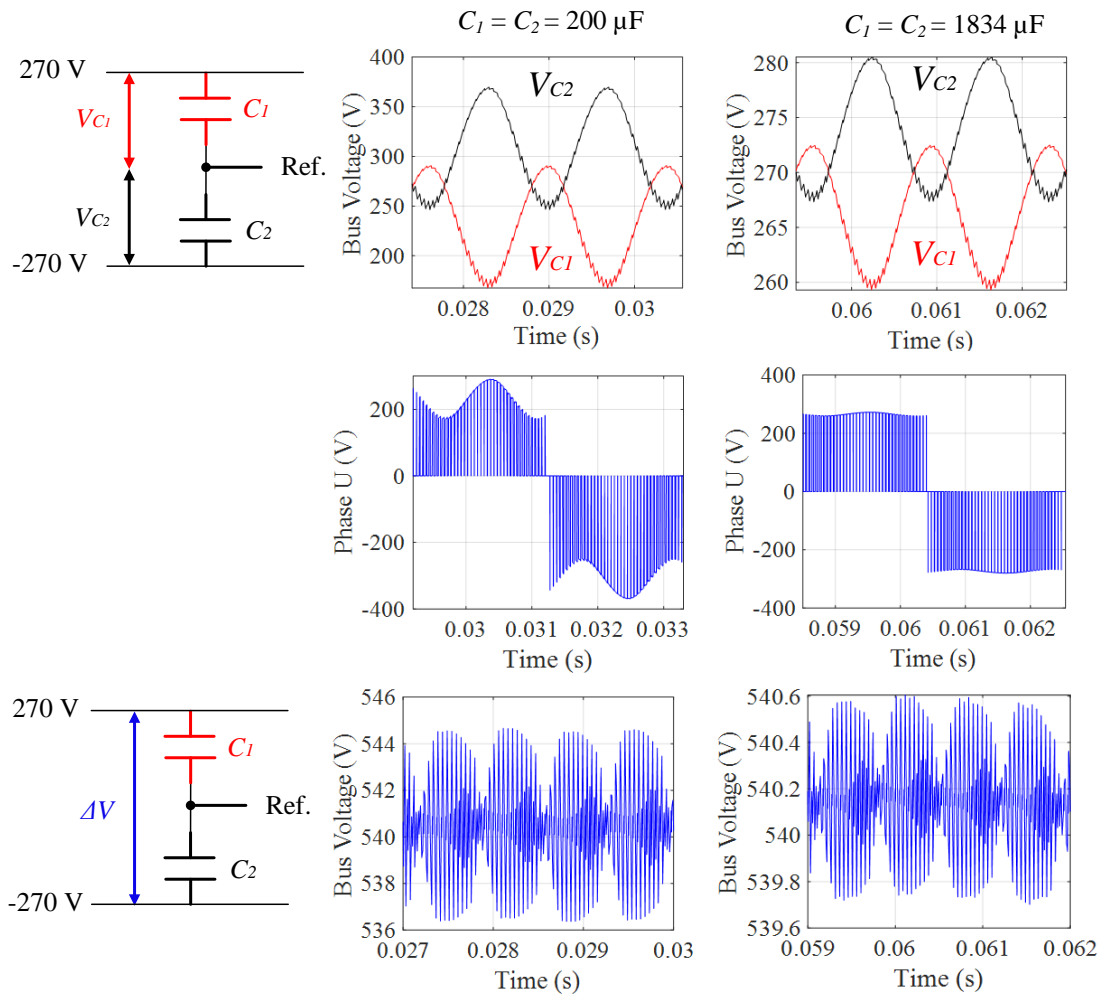 C1 = C2 = 200 µF
C1 = C2 = 1834 µF
270 V
VC1
C1
Ref.
VC2
C2
-270 V
Bus Voltage (V)
400
350
300
250
200
VC2
VC1
0.028
0.029
0.03
Time (s)
Bus Voltage (V)
280
275
270
265
260
VC2
VC1
0.06
0.061
0.062
Time (s)
Phase U (V)
200
0
-200
-400
0.03
0.031
0.032
0.033
Time (s)
Phase U (V)
400
200
0
-200
-400
0.059
0.06
0.061
0.062
Time (s)
270 V
C1
ΔV
Ref.
C2
-270 V
Bus Voltage (V)
546
544
542
540
538
536
0.027
0.028
0.029
0.03
Time (s)
Bus Voltage (V)
540.6
540.4
540.2
540
539.8
539.6
0.059
0.06
0.061
0.062
Time (s)